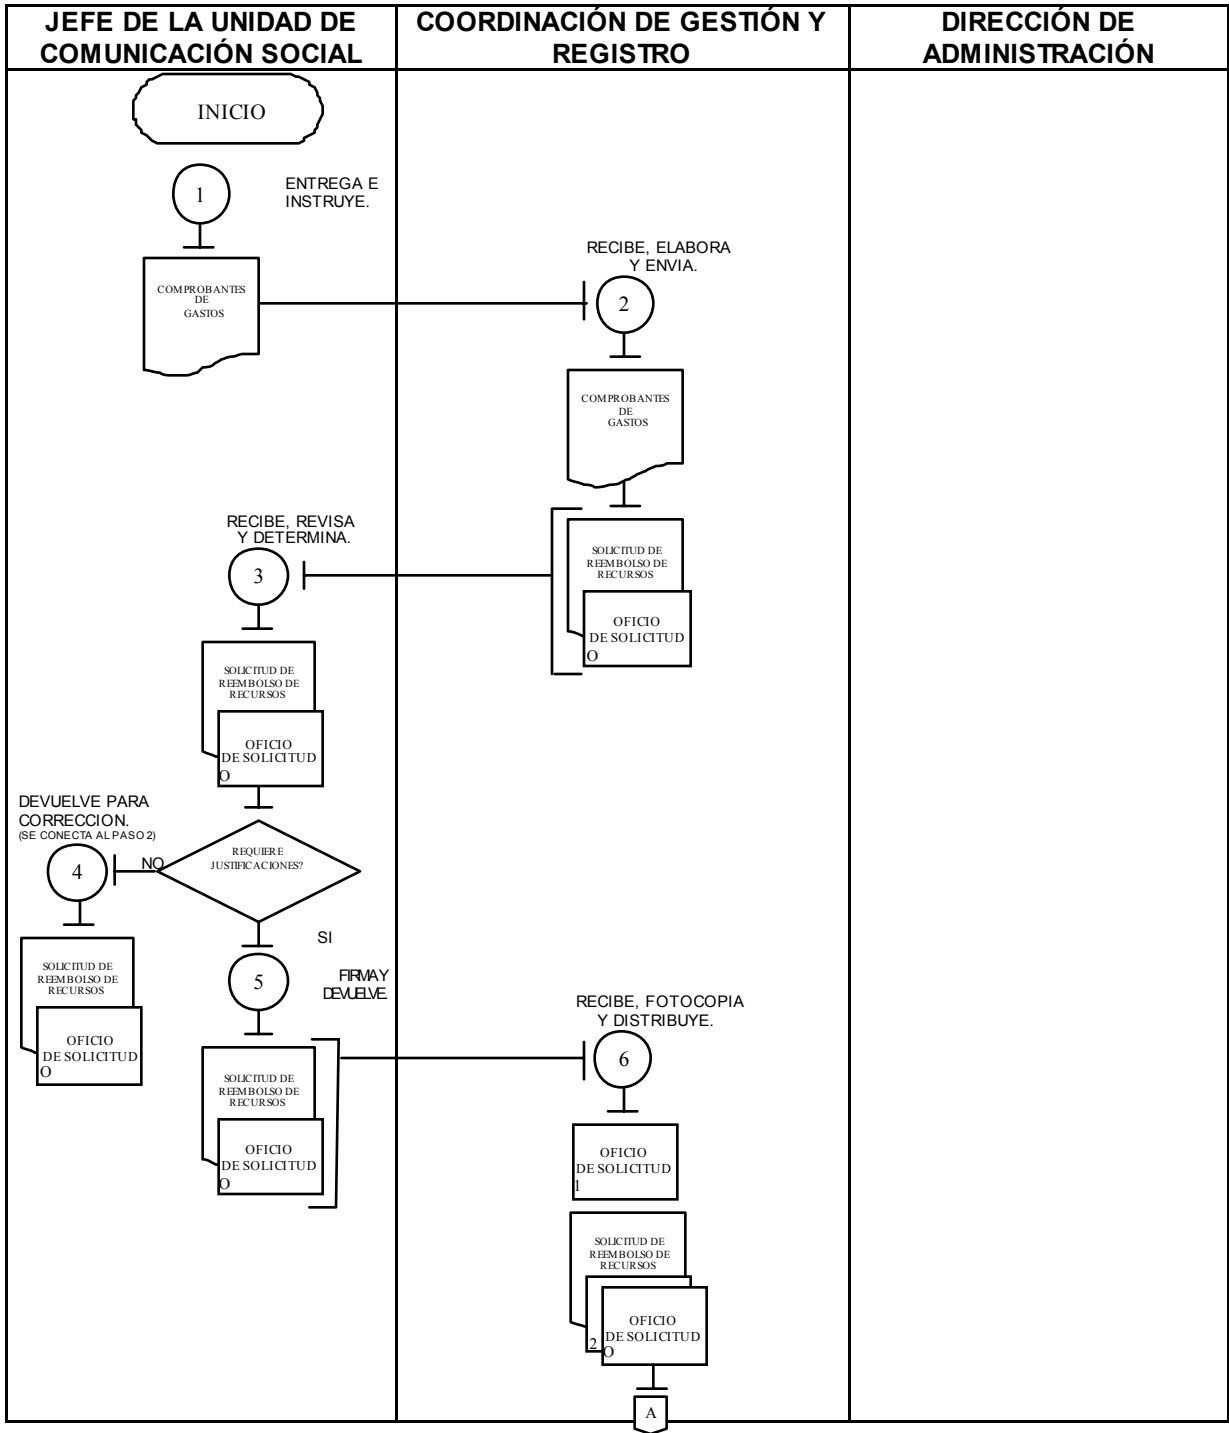 JEFE DE LA UNIDAD DE
COMUNICACIÓN SOCIAL
COORDINACIÓN DE GESTIÓN Y
REGISTRO
DIRECCIÓN DE
ADMINISTRACIÓN
INICIO
1
ENTREGA E
INSTRUYE.
COMPROBANTES
DE
GASTOS
RECIBE, ELABORA
Y ENVIA.
2
COMPROBANTES
DE
GASTOS
SOLICITUD DE
REEMBOLSO DE
RECURSOS
OFICIO
DE SOLICITUD
O
RECIBE, REVISA
Y DETERMINA.
3
SOLICITUD DE
REEMBOLSO DE
RECURSOS
OFICIO
DE SOLICITUD
O
REQUIERE
JUSTIFICACIONES?
NO
DEVUELVE PARA
CORRECCION.
(SE CONECTA AL PASO 2)
4
SOLICITUD DE
REEMBOLSO DE
RECURSOS
OFICIO
DE SOLICITUD
O
SI
5
FIRMA Y
DEVUELVE.
SOLICITUD DE
REEMBOLSO DE
RECURSOS
OFICIO
DE SOLICITUD
O
RECIBE, FOTOCOPIA
Y DISTRIBUYE.
6
OFICIO
DE SOLICITUD
1
SOLICITUD DE
REEMBOLSO DE
RECURSOS
2
OFICIO
DE SOLICITUD
O
A